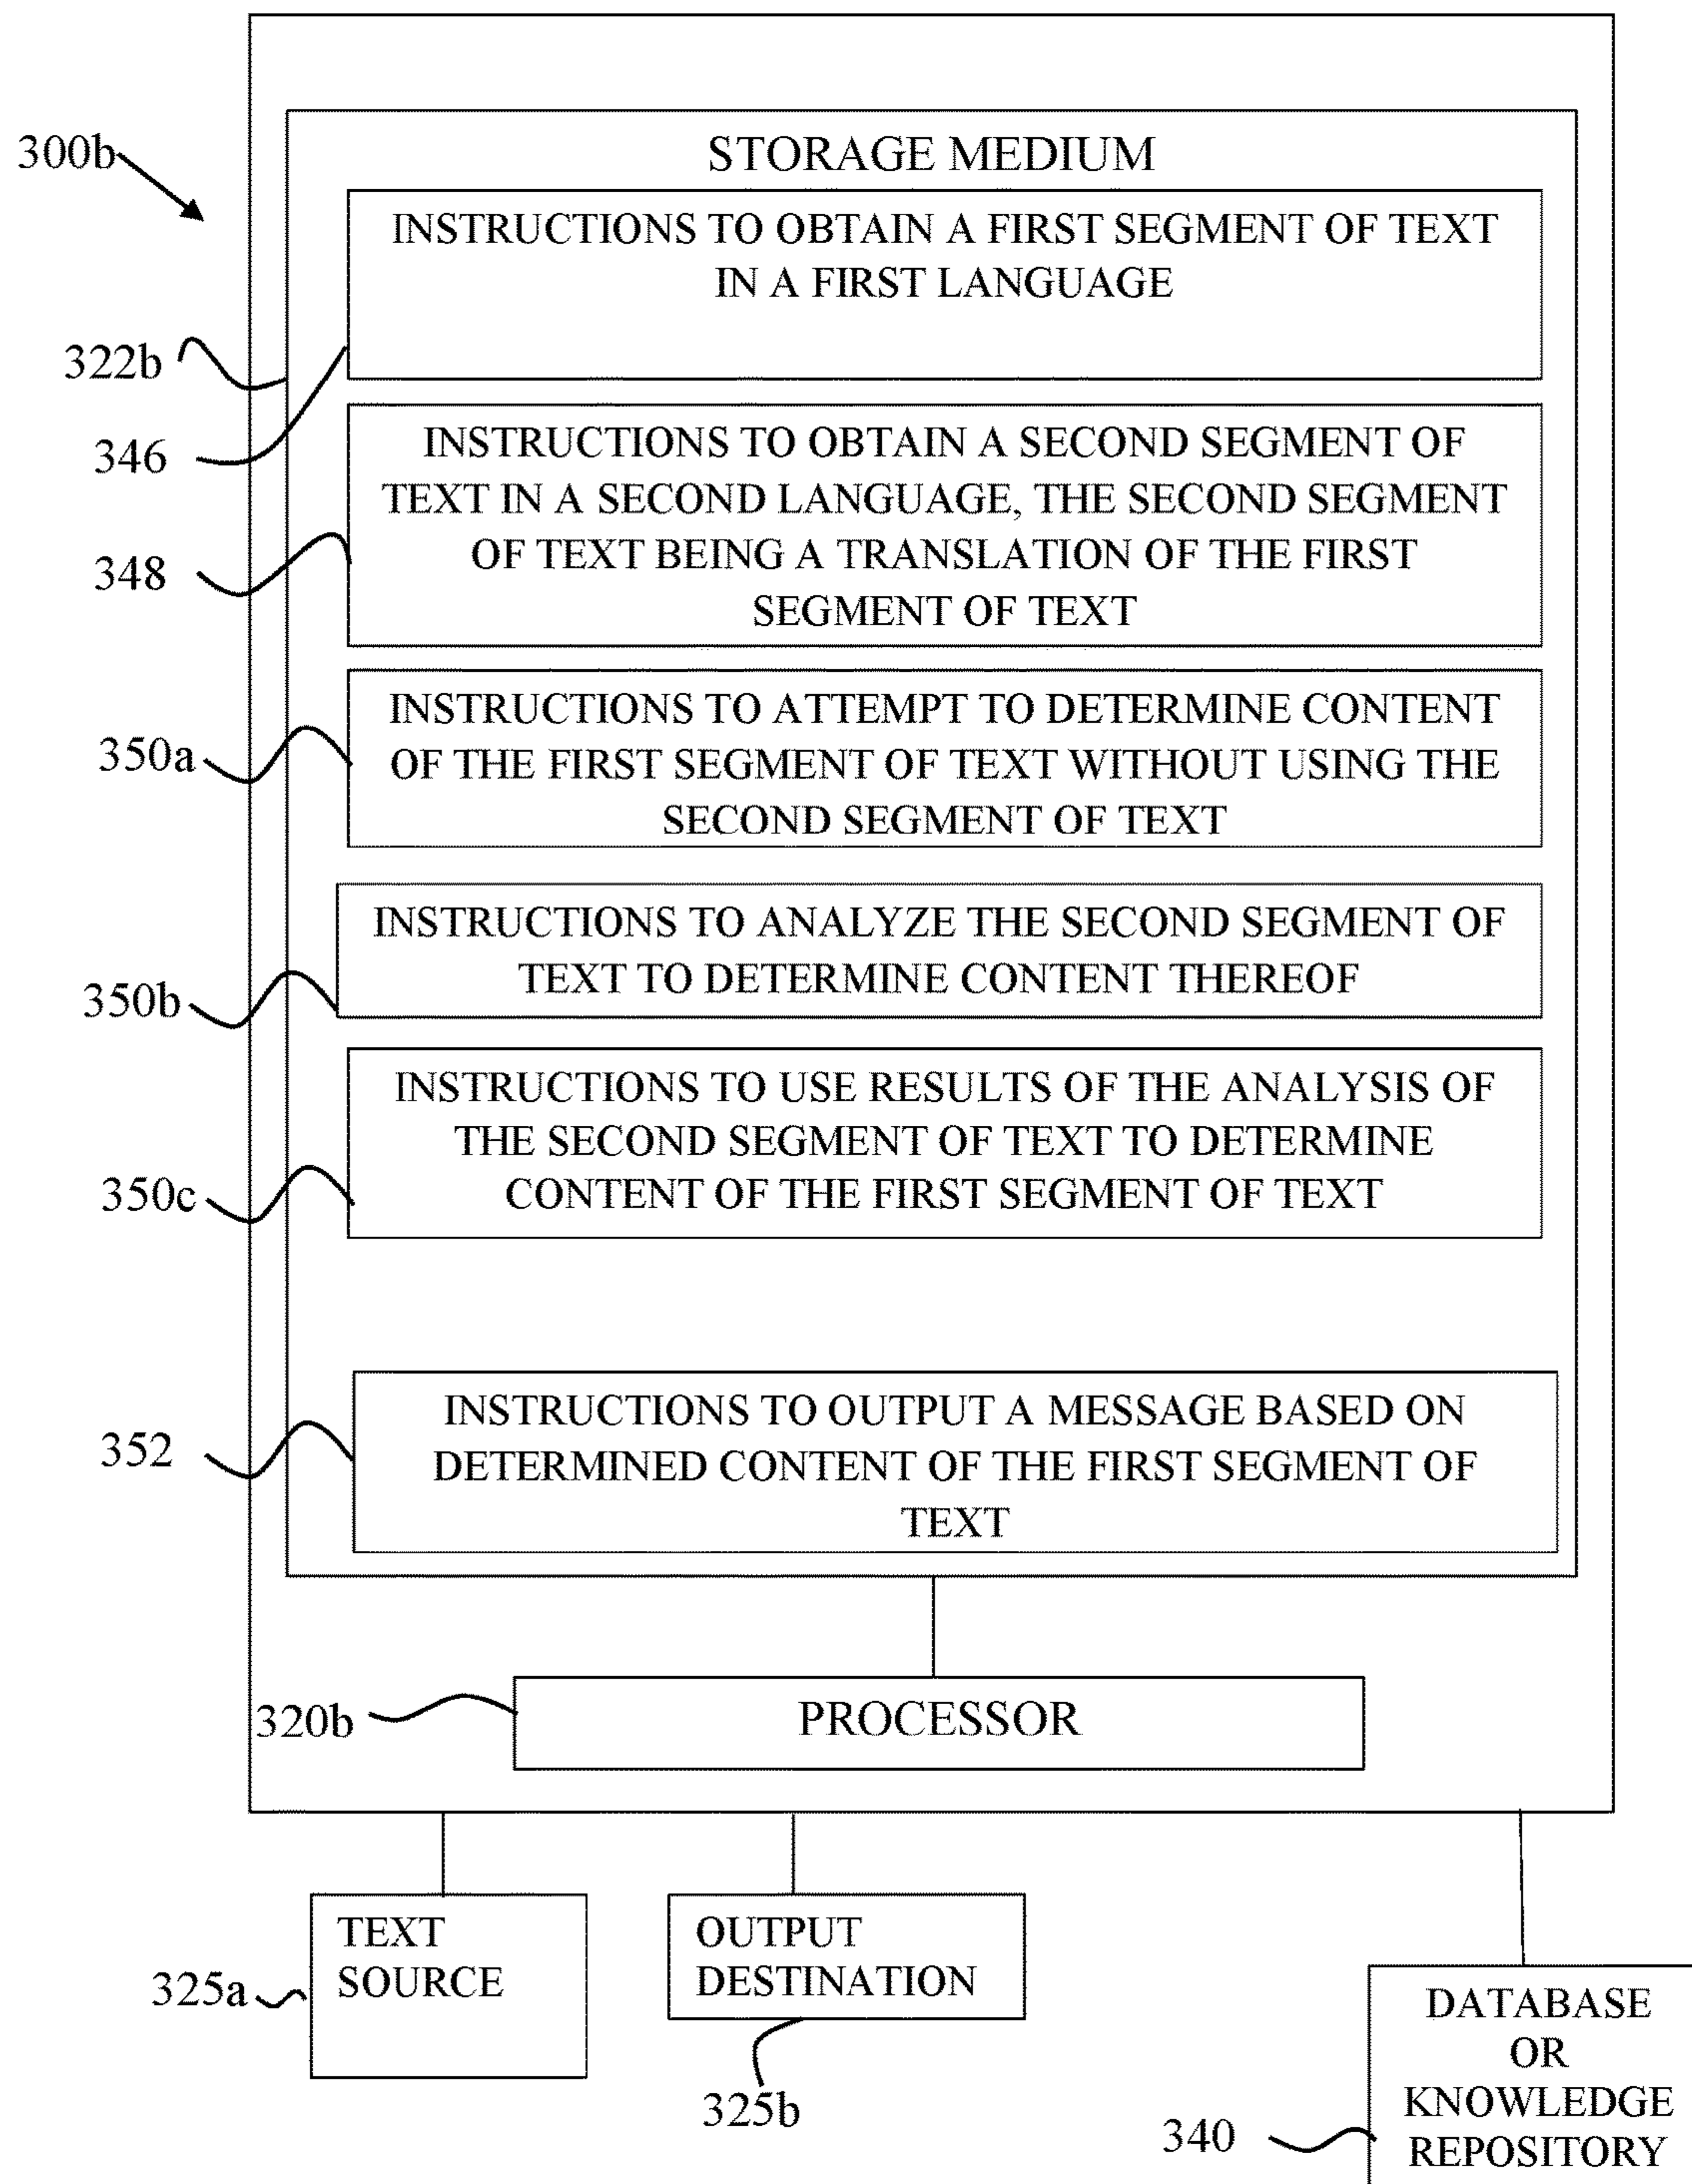 STORAGE MEDIUM
300b
INSTRUCTIONS TO OBTAIN A FIRST SEGMENT OF TEXT
IN A FIRST LANGUAGE
322b
346
INSTRUCTIONS TO OBTAIN A SECOND SEGMENT OF
TEXT IN A SECOND LANGUAGE, THE SECOND SEGMENT
OF TEXT BEING A TRANSLATION OF THE FIRST
SEGMENT OF TEXT
348
INSTRUCTIONS TO ATTEMPT TO DETERMINE CONTENT
OF THE FIRST SEGMENT OF TEXT WITHOUT USING THE
SECOND SEGMENT OF TEXT
350a
INSTRUCTIONS TO ANALYZE THE SECOND SEGMENT OF
TEXT TO DETERMINE CONTENT THEREOF
350b
INSTRUCTIONS TO USE RESULTS OF THE ANALYSIS OF
THE SECOND SEGMENT OF TEXT TO DETERMINE
CONTENT OF THE FIRST SEGMENT OF TEXT
350c
INSTRUCTIONS TO OUTPUT A MESSAGE BASED ON
DETERMINED CONTENT OF THE FIRST SEGMENT OF
TEXT
352
320b
PROCESSOR
TEXT
SOURCE
325a
OUTPUT
DESTINATION
325b
DATABASE
OR
KNOWLEDGE
REPOSITORY
340